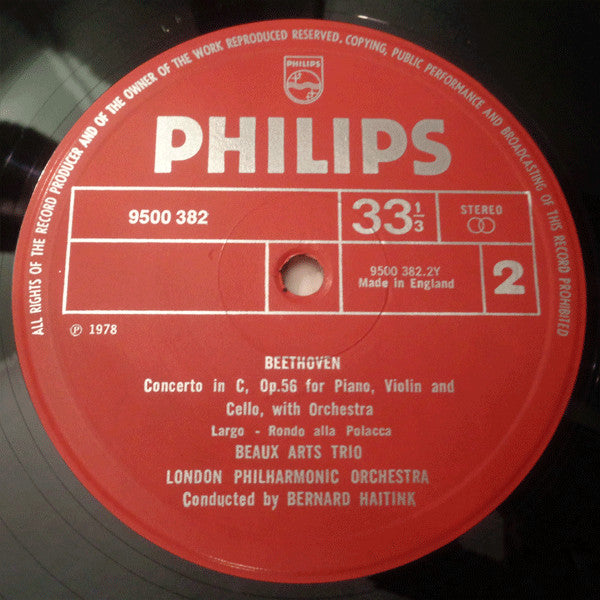 ALL RIGHTS OF THE RECORD PRODUCER AND OF THE OWNER OF THE WORK REPRODUCED RESERVED. COPYING, PUBLIC PERFORMANCE AND BROADCASTING OF THIS RECORD PROHIBITED
PHILIPS
PHILIPS
9500 382
33 1/3
STEREO
9500 382.2Y
Made in England
2
℗ 1978
BEETHOVEN
Concerto in C, Op.56 for Piano, Violin and
Cello, with Orchestra
Largo - Rondo alla Polacca
BEAUX ARTS TRIO
LONDON PHILHARMONIC ORCHESTRA
Conducted by BERNARD HAITINK